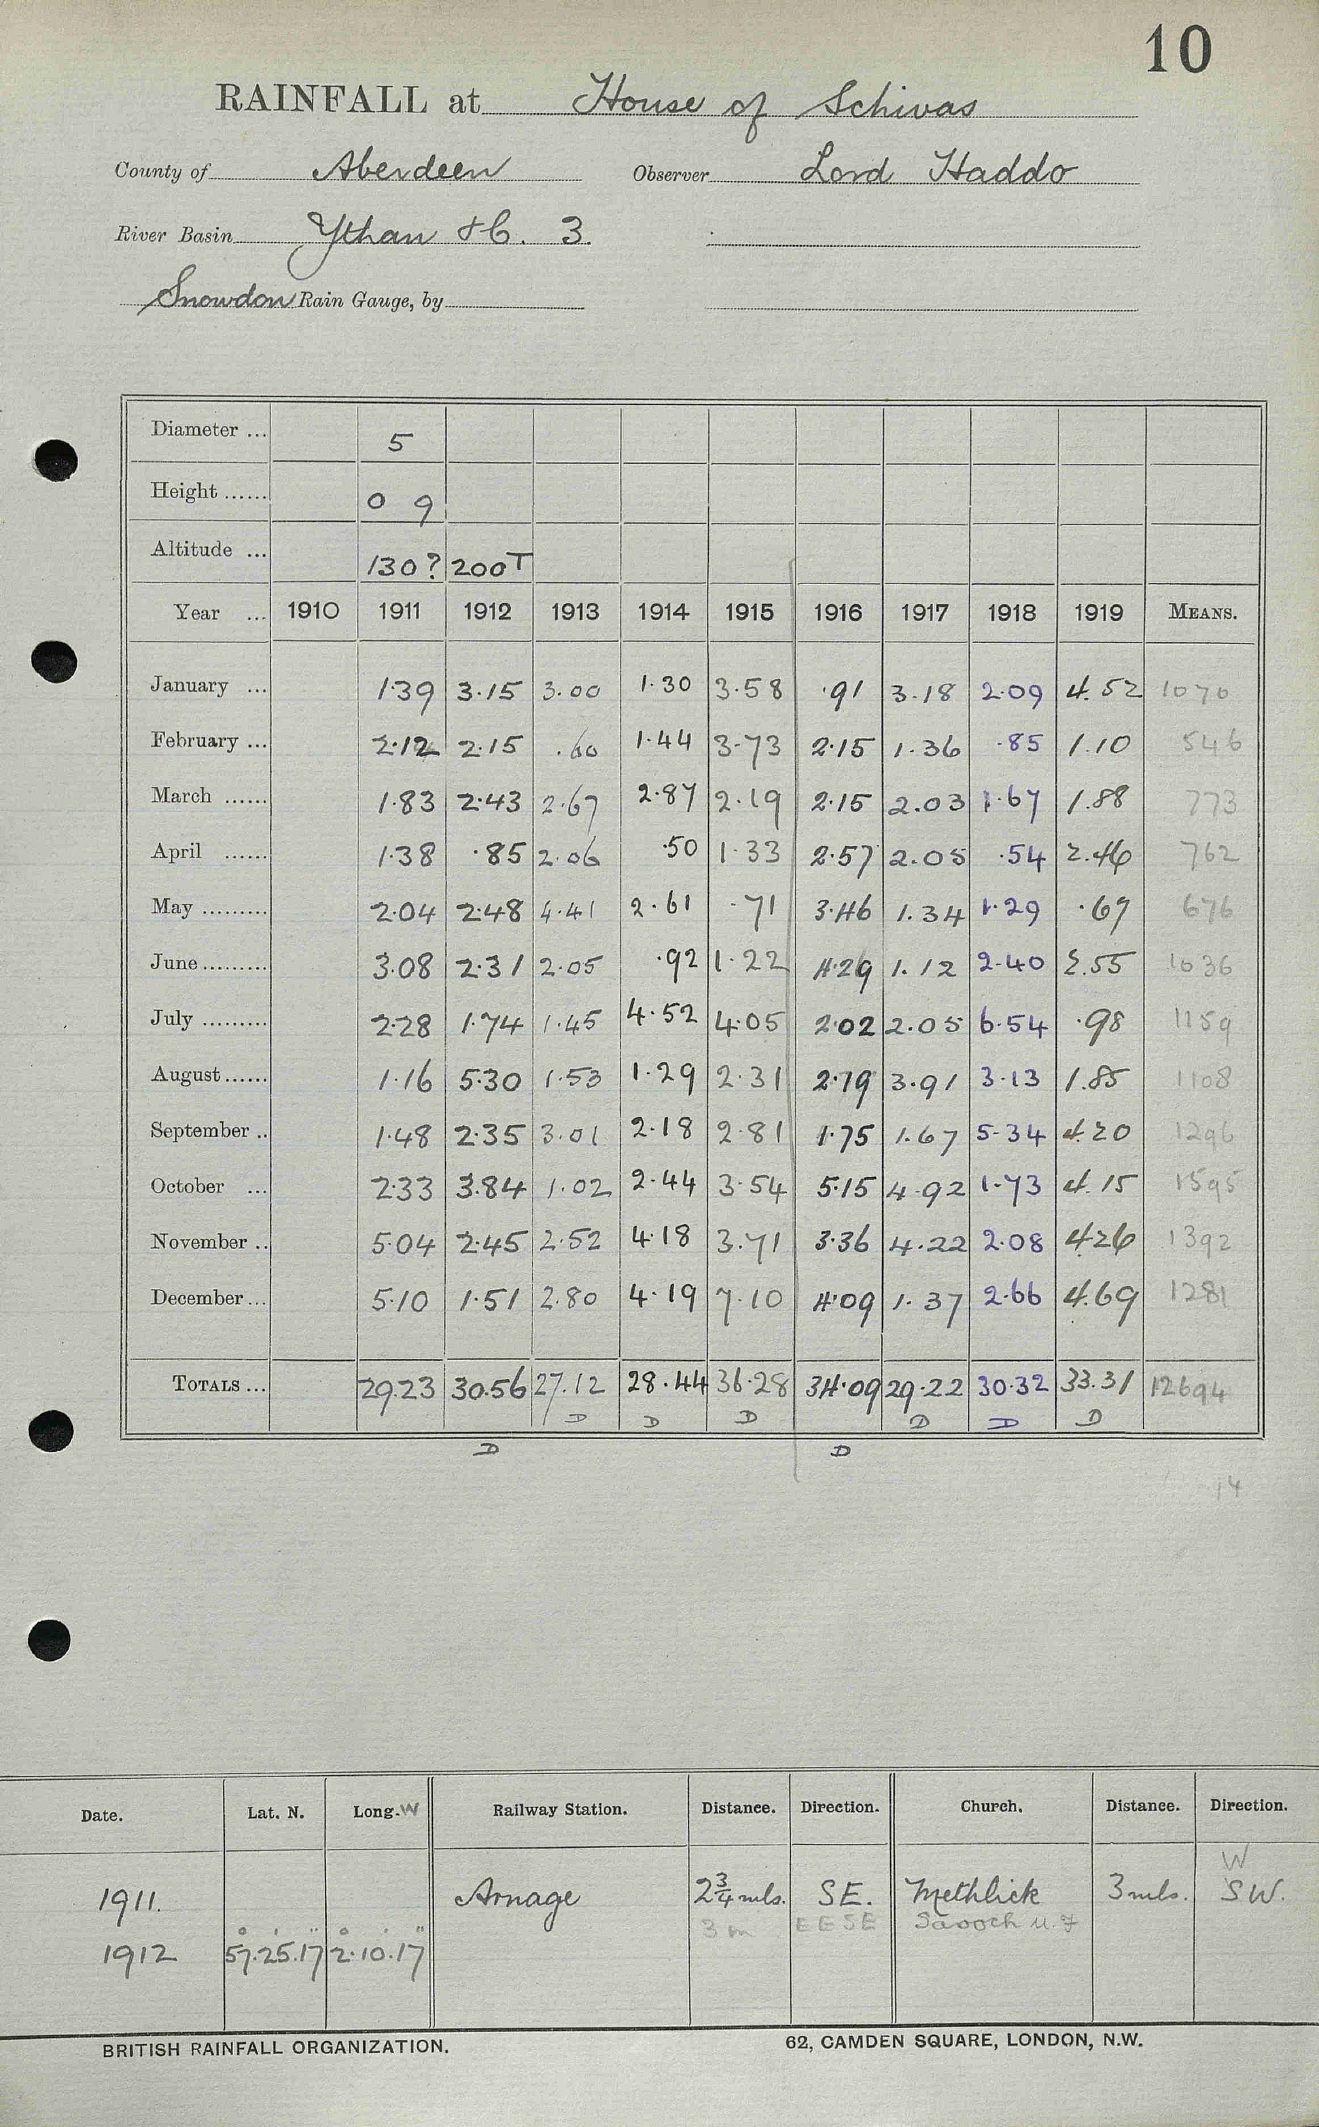 10
RAINFALL at House of Schivas
County of Aberdeen Observer Lord Haddo
River Basin Ythan &C. 3.
Snowdon Rain Gauge, by
Diameter ... 5
Height ...... 0 9
Altitude ... 130? 200T
Year ... 1910 1911 1912 1913 1914 1915 1916 1917 1918 1919 MEANS.
January ... 1.39 3.15 3.00 1.30 3.58 .91 3.18 2.09 4.52 1070
February ... 2.12 2.15 .60 1.44 3.73 2.15 1.36 .85 1.10 546
March ...... 1.83 2.43 2.67 2.87 2.19 2.15 2.03 1.67 1.88 773
April ...... 1.38 .85 2.06 .50 1.33 2.57 2.05 .54 2.46 762
May ......... 2.04 2.48 4.41 2.61 .71 3.46 1.34 1.29 .67 676
June ......... 3.08 2.31 2.05 .92 1.22 4.29 1.12 2.40 2.55 1036
July ......... 2.28 1.74 1.45 4.52 4.05 2.02 2.05 6.54 .98 1159
August ...... 1.16 5.30 1.53 1.29 2.31 2.79 3.91 3.13 1.85 1108
September .. 1.48 2.35 3.01 2.18 2.81 1.75 1.67 5.34 4.20 1296
October ... 2.33 3.84 1.02 2.44 3.54 5.15 4.92 1.73 4.15 1595
November .. 5.04 2.45 2.52 4.18 3.71 3.36 4.22 2.08 4.26 1392
December ... 5.10 1.51 2.80 4.19 7.10 4.09 1.37 2.66 4.69 1281
TOTALS ... 29.23 30.56 27.12 28.44 36.28 34.09 29.22 30.32 33.31 12694
D D D D D D
D D
14
Date. Lat. N. Long. W Railway Station. Distance. Direction. Church. Distance. Direction.
W
1911. Arnage 2¾ mls. SE. Methlick 3 mls. SW.
3 m E ESE U.F
1912 57°.25'.17" 2°.10'.17"
BRITISH RAINFALL ORGANIZATION. 62, CAMDEN SQUARE, LONDON, N.W.